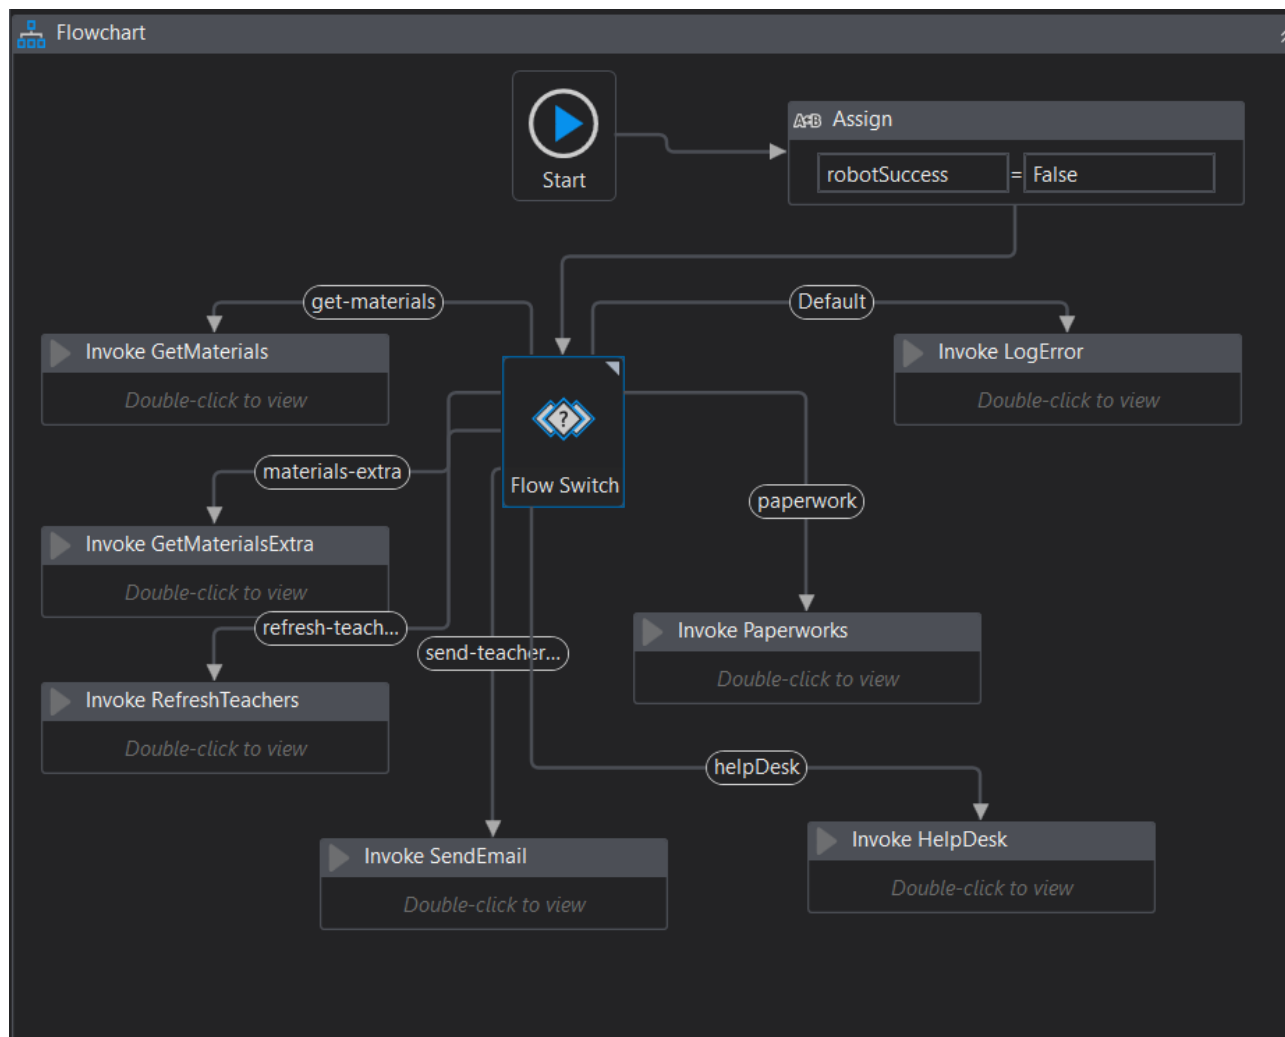 Flowchart
Start
A=B Assign
robotSuccess = False
get-materials
Default
Invoke GetMaterials
Double-click to view
Invoke LogError
Double-click to view
?
Flow Switch
materials-extra
paperwork
Invoke GetMaterialsExtra
Double-click to view
refresh-teach...
send-teacher...
Invoke Paperworks
Double-click to view
Invoke RefreshTeachers
Double-click to view
helpDesk
Invoke SendEmail
Double-click to view
Invoke HelpDesk
Double-click to view